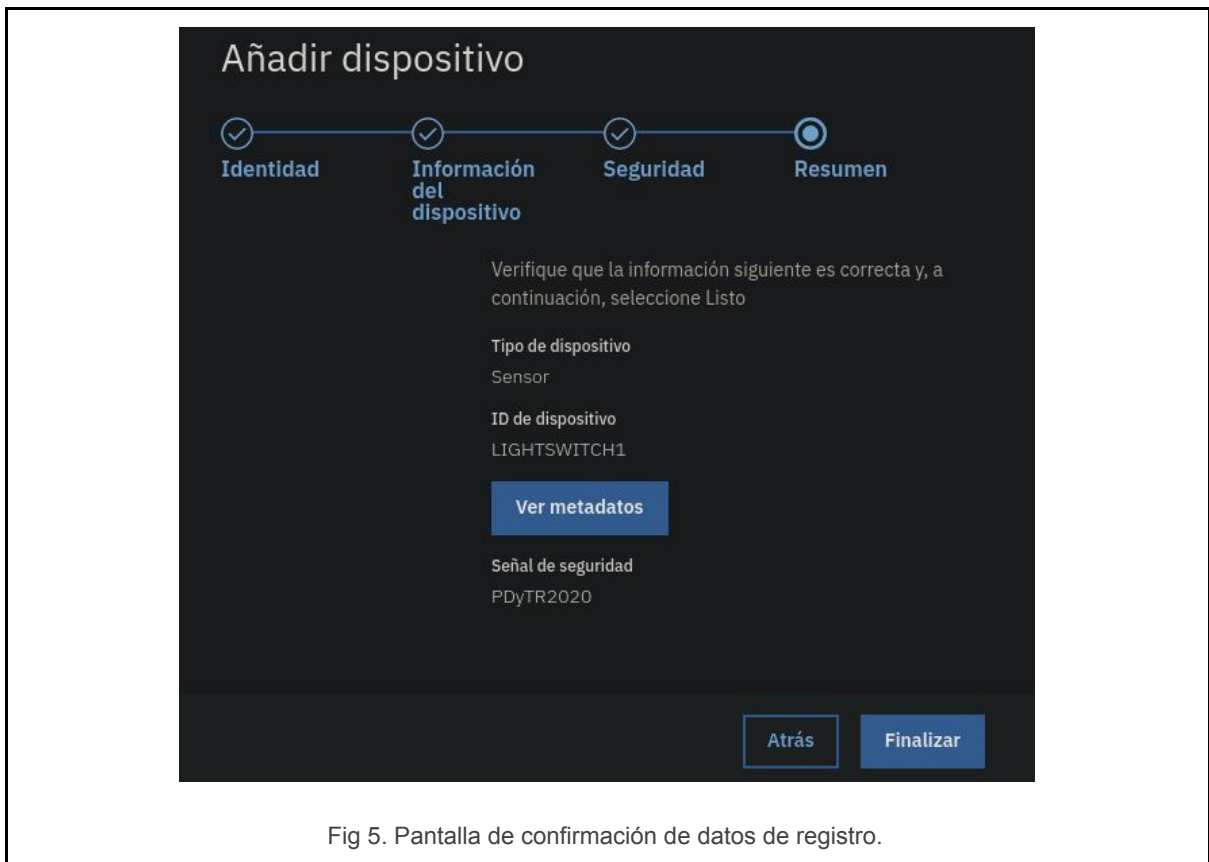 Añadir dispositivo
Identidad
Información
del
dispositivo
Seguridad
Resumen
Verifique que la información siguiente es correcta y, a
continuación, seleccione Listo
Tipo de dispositivo
Sensor
ID de dispositivo
LIGHTSWITCH1
Ver metadatos
Señal de seguridad
PDyTR2020
Atrás
Finalizar
Fig 5. Pantalla de confirmación de datos de registro.